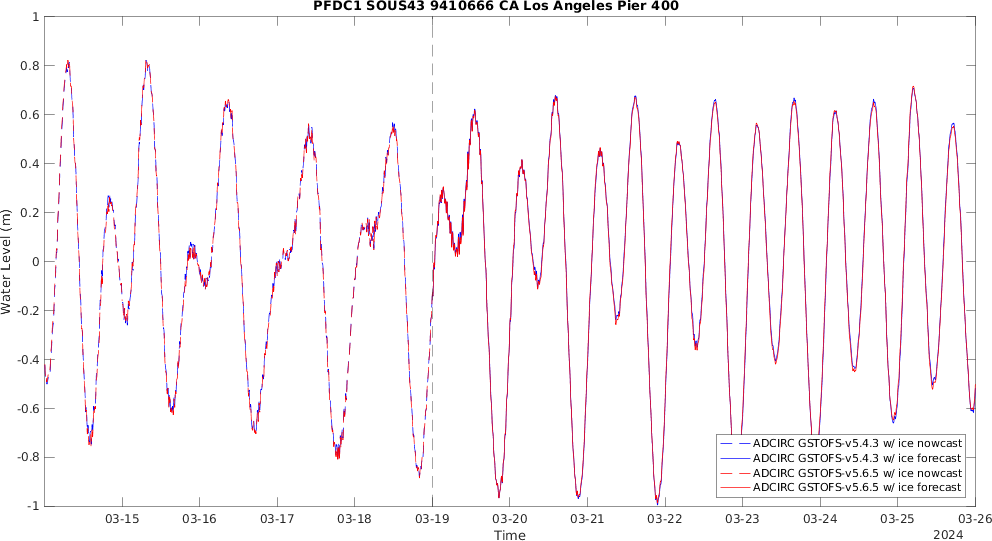 PFDC1 SOUS43 9410666 CA Los Angeles Pier 400
1
0.8
0.6
0.4
0.2
0
-0.2
-0.4
-0.6
-0.8
-1
Water Level (m)
ADCIRC GSTOFS-v5.4.3 w/ ice nowcast
ADCIRC GSTOFS-v5.4.3 w/ ice forecast
ADCIRC GSTOFS-v5.6.5 w/ ice nowcast
ADCIRC GSTOFS-v5.6.5 w/ ice forecast
03-15 03-16 03-17 03-18 03-19 03-20 03-21 03-22 03-23 03-24 03-25 03-26
Time
2024